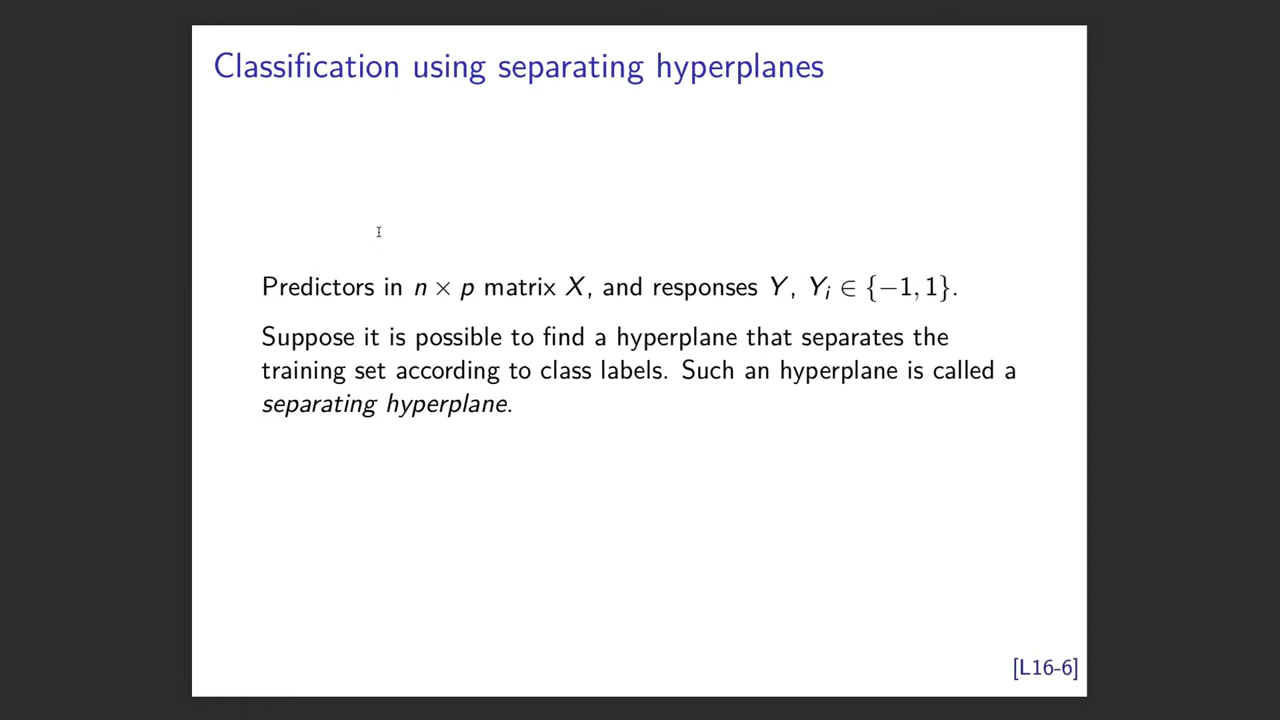 Classification using separating hyperplanes
Predictors in n × p matrix X, and responses Y, Yᵢ ∈ {−1, 1}.
Suppose it is possible to find a hyperplane that separates the
training set according to class labels. Such an hyperplane is called a
separating hyperplane.
[L16-6]